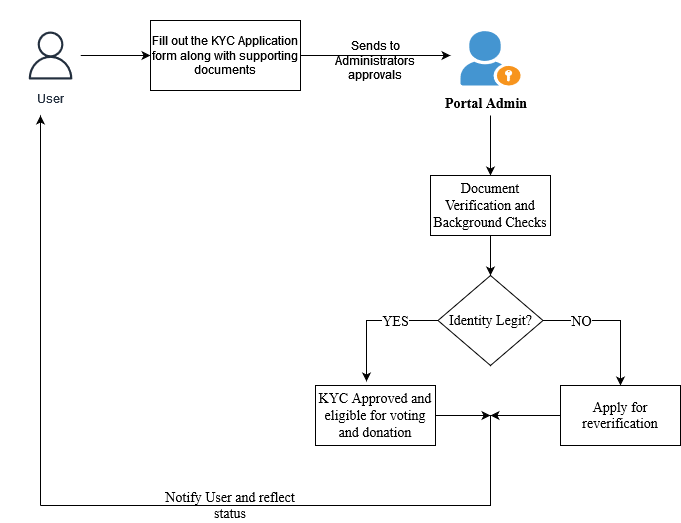 User
Fill out the KYC Application
form along with supporting
documents
Sends to
Administrators
approvals
Portal Admin
Document
Verification and
Background Checks
Identity Legit?
YES
NO
KYC Approved and
eligible for voting
and donation
Apply for
reverification
Notify User and reflect
status